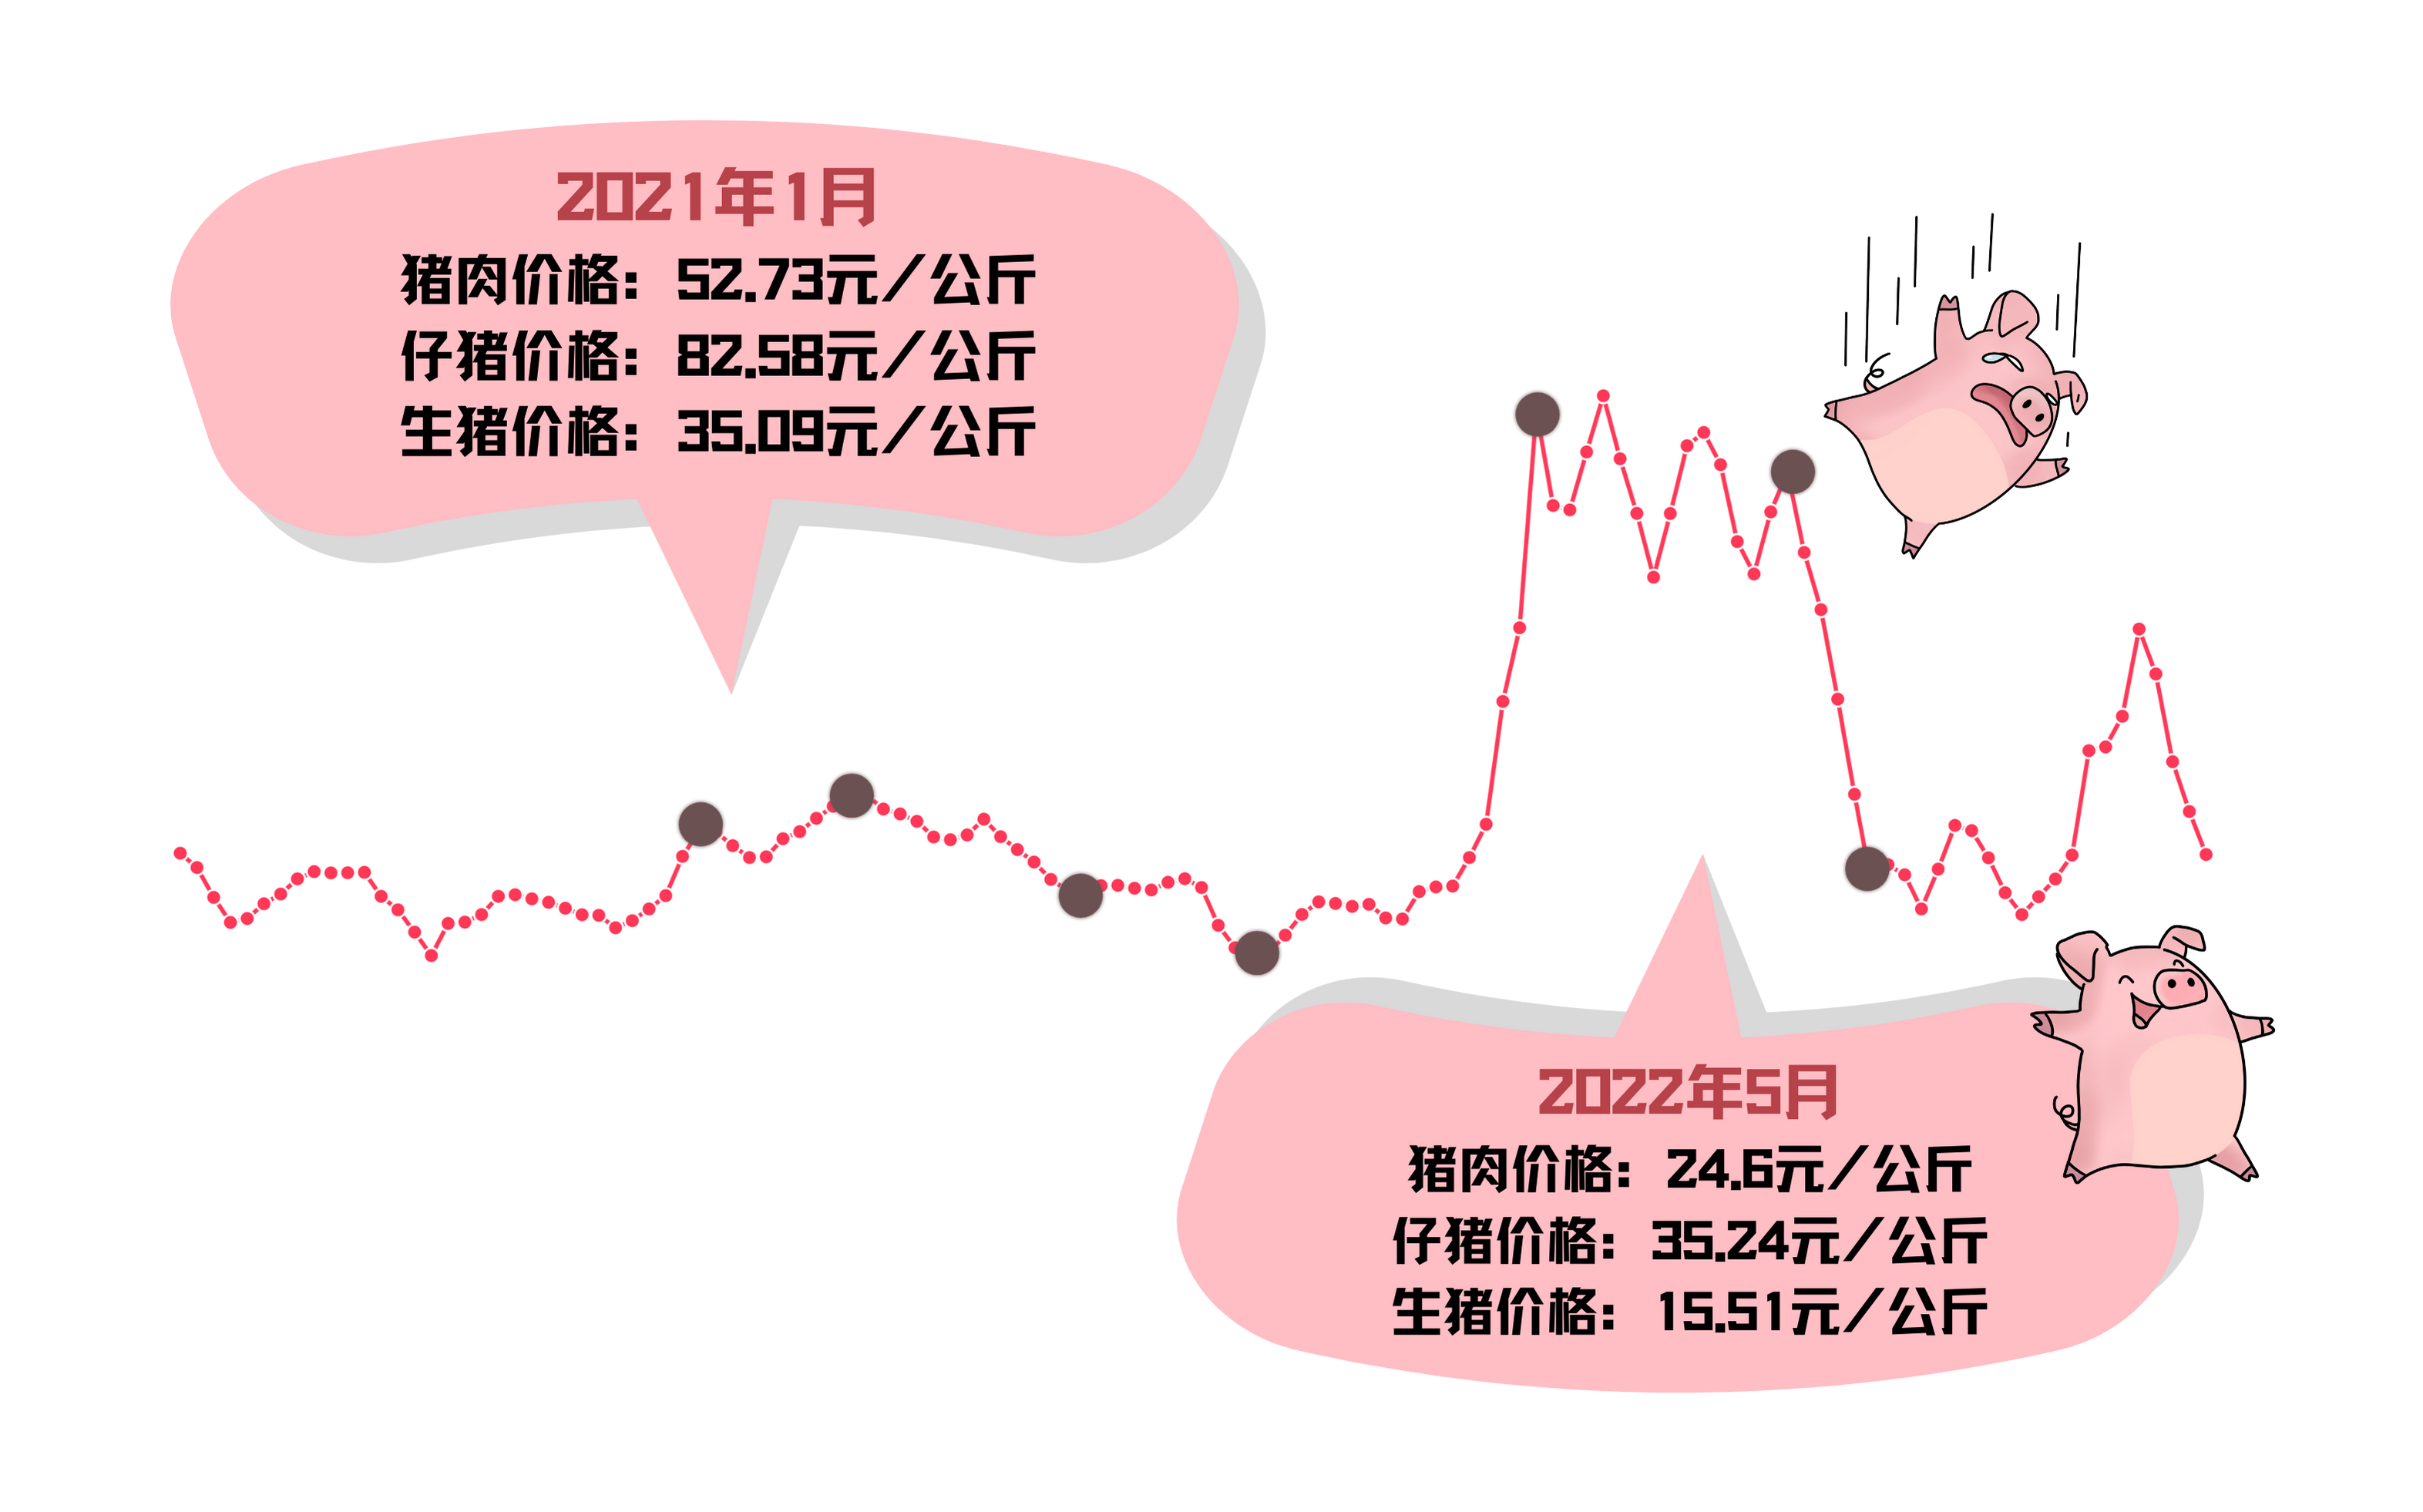 2021年1月
猪肉价格：52.73元/公斤
仔猪价格：82.58元/公斤
生猪价格：35.09元/公斤
2022年5月
猪肉价格：24.6元/公斤
仔猪价格：35.24元/公斤
生猪价格：15.51元/公斤